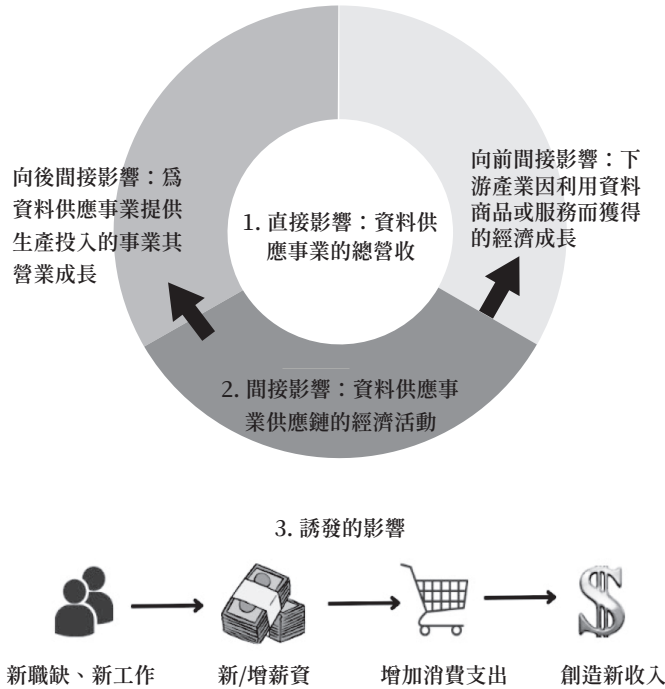 向後間接影響：為
資料供應事業提供
生產投入的事業其
營業成長
1. 直接影響：資料供
應事業的總營收
向前間接影響：下
游產業因利用資料
商品或服務而獲得
的經濟成長
2. 間接影響：資料供應事
業供應鏈的經濟活動
3. 誘發的影響
新職缺、新工作
新/增薪資
增加消費支出
創造新收入